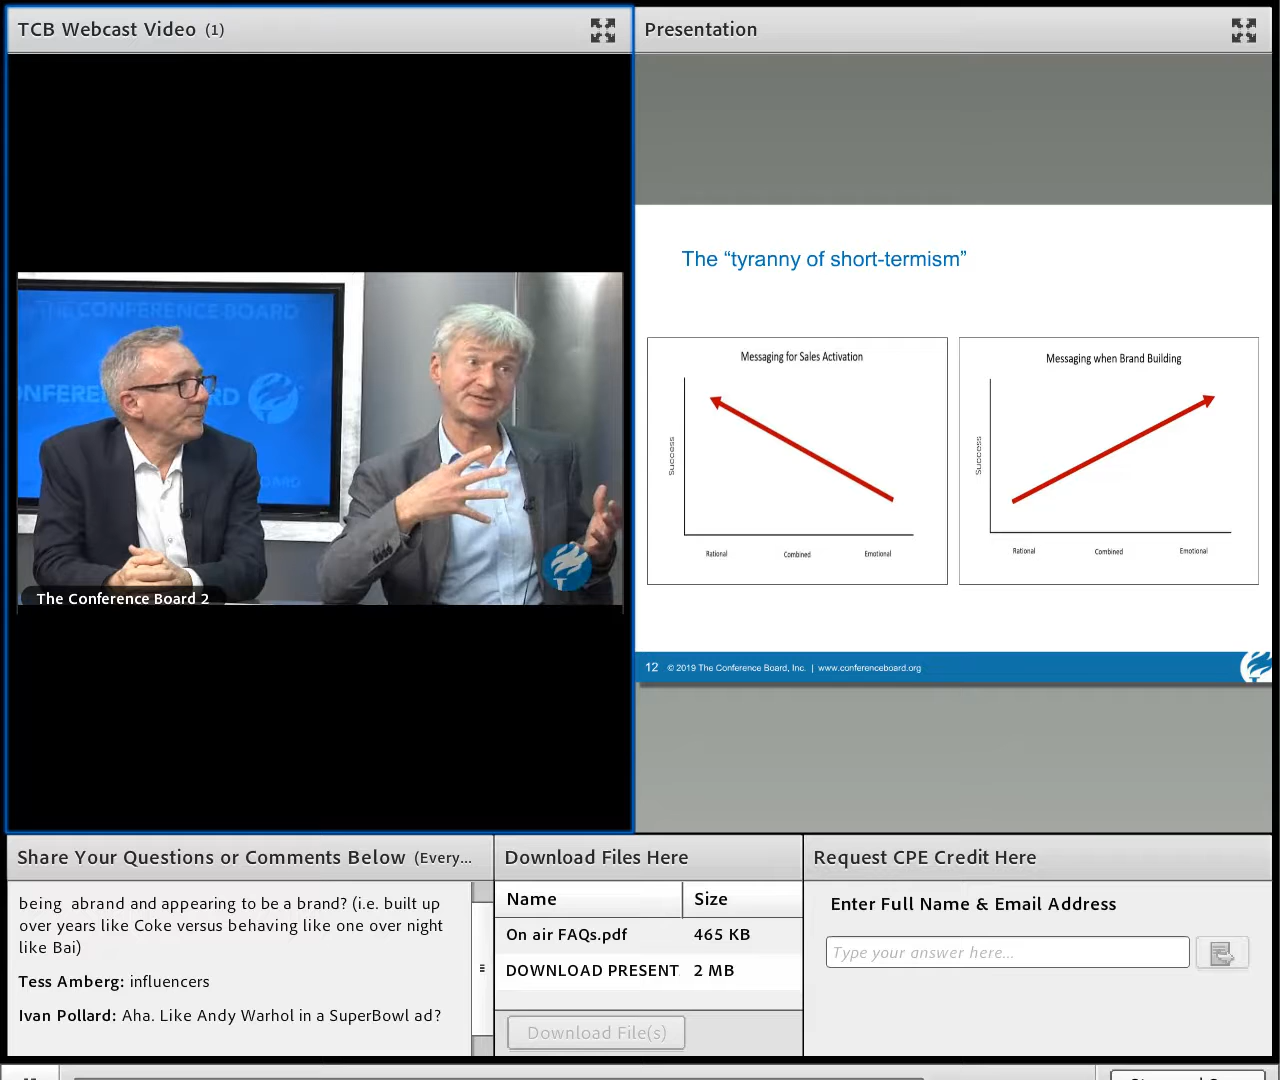 TCB Webcast Video (1)
Presentation
THE CONFERENCE BOARD
The Conference Board 2
The “tyranny of short-termism”
Messaging for Sales Activation
Success
Rational Combined Emotional
Messaging when Brand Building
Success
Rational Combined Emotional
12 © 2019 The Conference Board, Inc. | www.conferenceboard.org
Share Your Questions or Comments Below (Every...
being abrand and appearing to be a brand? (i.e. built up
over years like Coke versus behaving like one over night
like Bai)
Tess Amberg: influencers
Ivan Pollard: Aha. Like Andy Warhol in a SuperBowl ad?
Download Files Here
Name Size
On air FAQs.pdf 465 KB
DOWNLOAD PRESENT 2 MB
Download File(s)
Request CPE Credit Here
Enter Full Name & Email Address
Type your answer here...